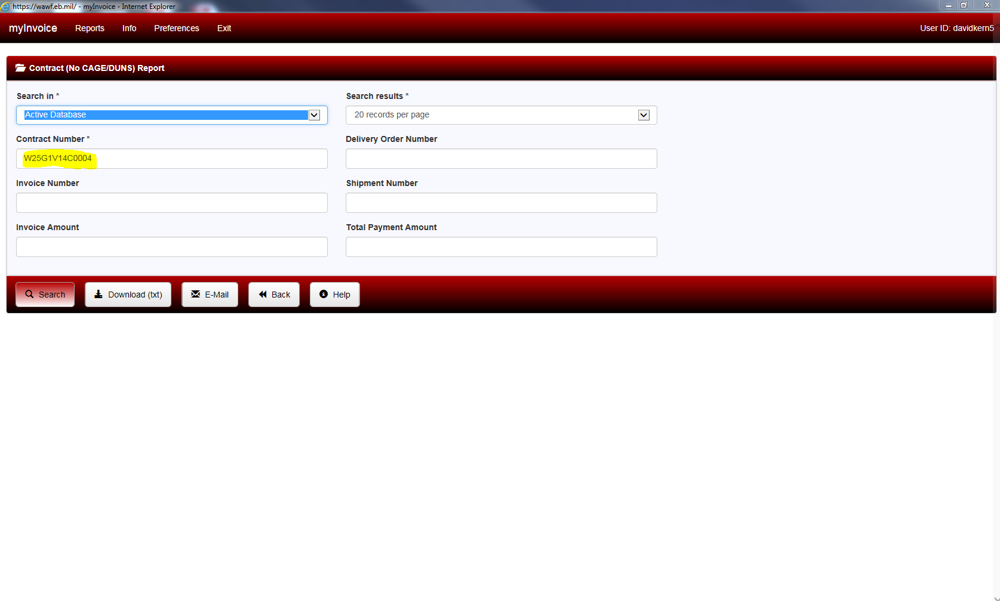 https://wawf.eb.mil/ - myInvoice - Internet Explorer
myInvoice Reports Info Preferences Exit User ID: davidkern5
Contract (No CAGE/DUNS) Report
Search in * Search results *
Active Database 20 records per page
Contract Number * Delivery Order Number
W25G1V14C0004
Invoice Number Shipment Number
Invoice Amount Total Payment Amount
Search Download (txt) E-Mail Back Help